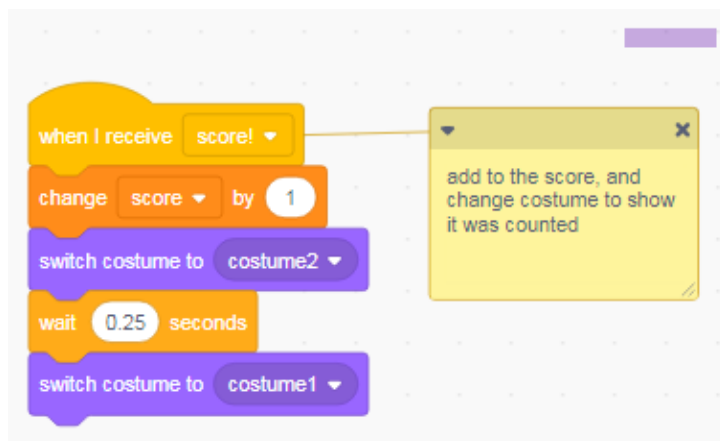 when I receive score!
change score by 1
switch costume to costume2
wait 0.25 seconds
switch costume to costume1
add to the score, and
change costume to show
it was counted